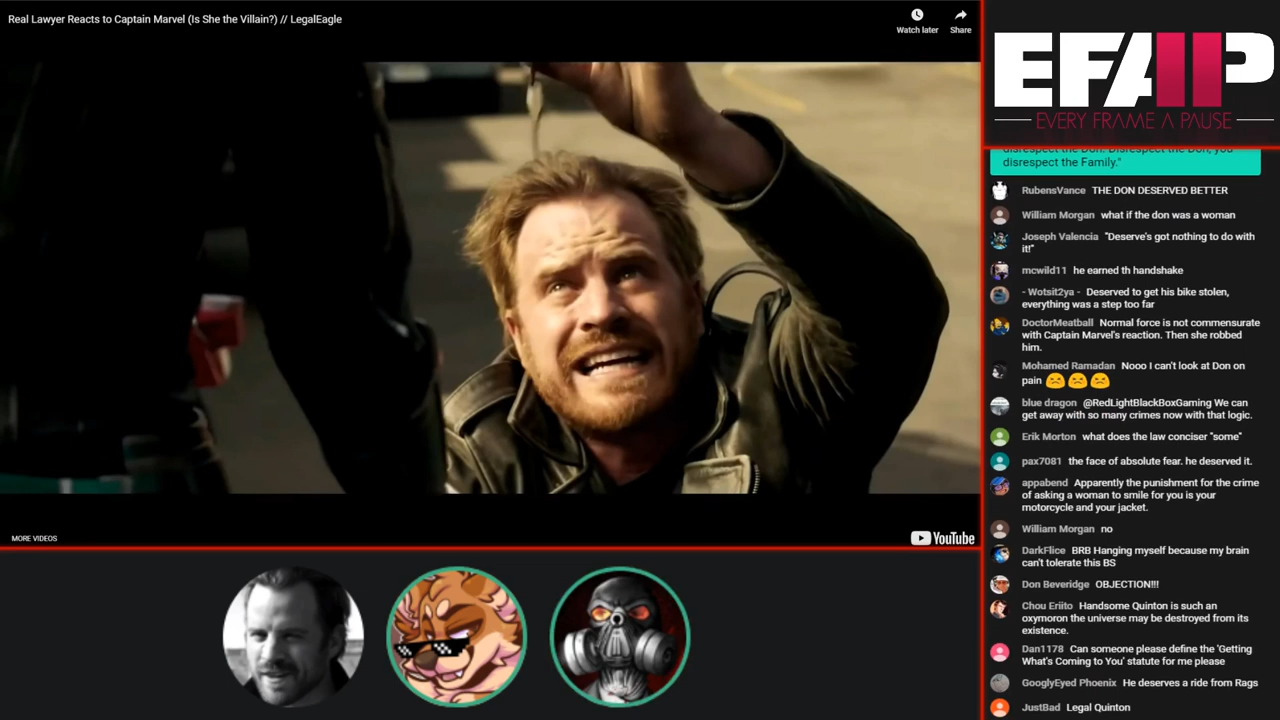 Real Lawyer Reacts to Captain Marvel (Is She the Villain?) // LegalEagle
Watch later
Share
MORE VIDEOS
YouTube
EFAP
EVERY FRAME A PAUSE
disrespect the Don. Disrespect the Don, you
disrespect the Family."
RubensVance THE DON DESERVED BETTER
William Morgan what if the don was a woman
Joseph Valencia "Deserve's got nothing to do with
it!"
mcwild11 he earned th handshake
- Wotsit2ya - Deserved to get his bike stolen,
everything was a step too far
DoctorMeatball Normal force is not commensurate
with Captain Marvel's reaction. Then she robbed
him.
Mohamed Ramadan Nooo I can't look at Don on
pain 😣 😣 😣
blue dragon @RedLightBlackBoxGaming We can
get away with so many crimes now with that logic.
Erik Morton what does the law conciser "some"
pax7081 the face of absolute fear. he deserved it.
appabend Apparently the punishment for the crime
of asking a woman to smile for you is your
motorcycle and your jacket.
William Morgan no
DarkFlice BRB Hanging myself because my brain
can't tolerate this BS
Don Beveridge OBJECTION!!!
Chou Eriito Handsome Quinton is such an
oxymoron the universe may be destroyed from its
existence.
Dan1178 Can someone please define the 'Getting
What's Coming to You' statute for me please
GooglyEyed Phoenix He deserves a ride from Rags
JustBad Legal Quinton